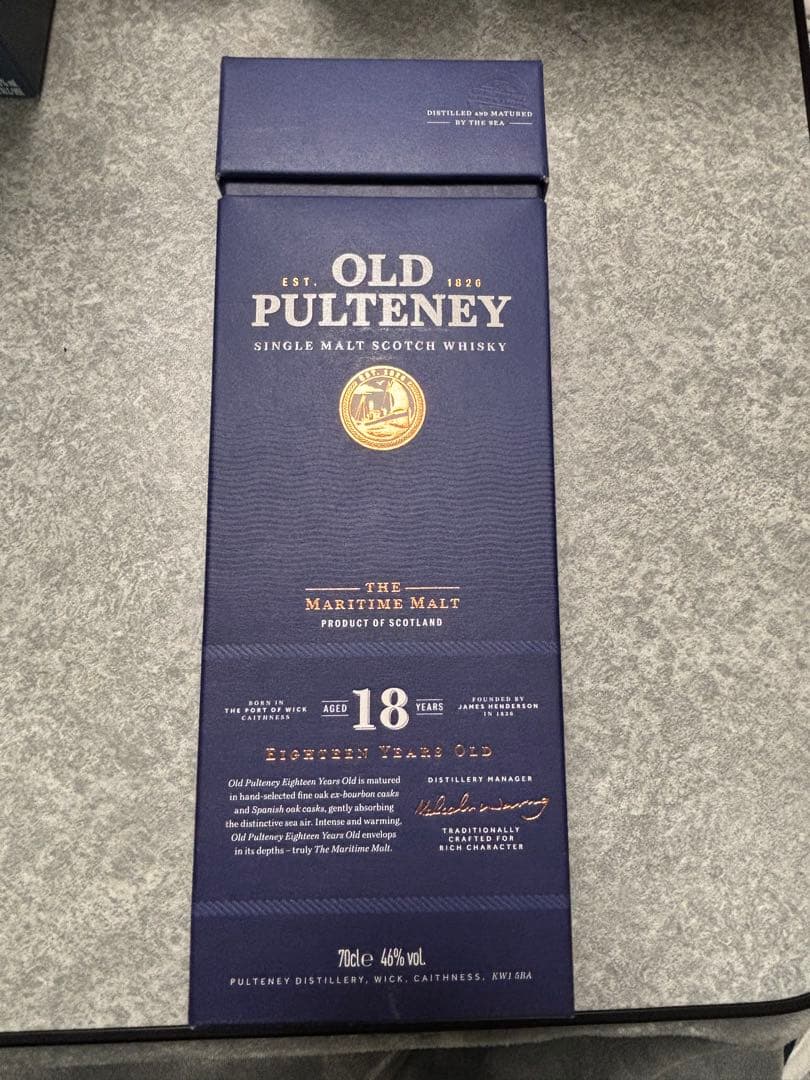 DISTILLED AND MATURED
BY THE SEA
OLD
EST. 1826
PULTENEY
SINGLE MALT SCOTCH WHISKY
EST. 1826
THE
MARITIME MALT
PRODUCT OF SCOTLAND
BORN IN
THE PORT OF WICK
CAITHNESS
AGED 18 YEARS
FOUNDED BY
JAMES HENDERSON
IN 1826
EIGHTEEN YEARS OLD
Old Pulteney Eighteen Years Old is matured
in hand-selected fine oak ex-bourbon casks
and Spanish oak casks, gently absorbing
the distinctive sea air. Intense and warming,
Old Pulteney Eighteen Years Old envelops
in its depths – truly The Maritime Malt.
DISTILLERY MANAGER
Malcolm Waring
TRADITIONALLY
CRAFTED FOR
RICH CHARACTER
70cl e 46% vol.
PULTENEY DISTILLERY, WICK, CAITHNESS, KW1 5BA